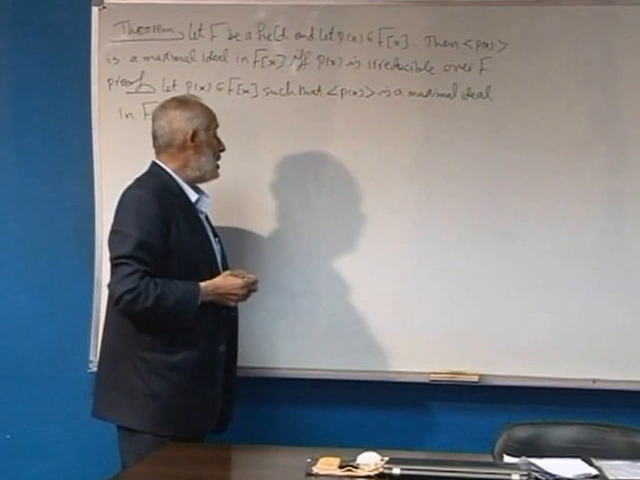 Theorem, Let F be a field and let p(x) ∈ F[x]. Then <p(x)>
is a maximal ideal in F[x] iff p(x) is irreducible over F
proof Let p(x) ∈ F[x] such that <p(x)> is a maximal ideal
in F